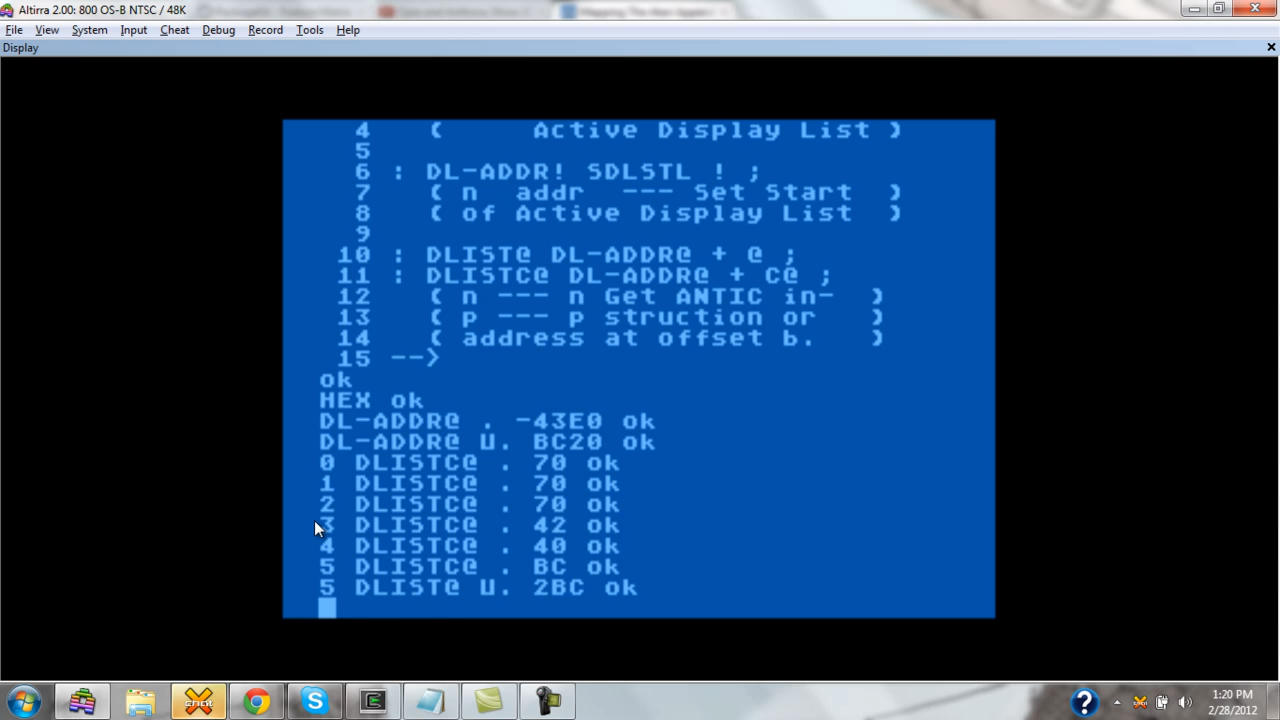 Altirra 2.00: 800 OS-B NTSC / 48K
File View System Input Cheat Debug Record Tools Help
Display
4 ( Active Display List )
5
6 : DL-ADDR! SDLSTL ! ;
7 ( n addr --- Set Start )
8 ( of Active Display List )
9
10 : DLIST@ DL-ADDR@ + @ ;
11 : DLISTC@ DL-ADDR@ + C@ ;
12 ( n --- n Get ANTIC in- )
13 ( p --- p struction or )
14 ( address at offset b. )
15 -->
ok
HEX ok
DL-ADDR@ . -43E0 ok
DL-ADDR@ U. BC20 ok
0 DLISTC@ . 70 ok
1 DLISTC@ . 70 ok
2 DLISTC@ . 70 ok
3 DLISTC@ . 42 ok
4 DLISTC@ . 40 ok
5 DLISTC@ . BC ok
5 DLIST@ U. 2BC ok
1:20 PM
2/28/2012